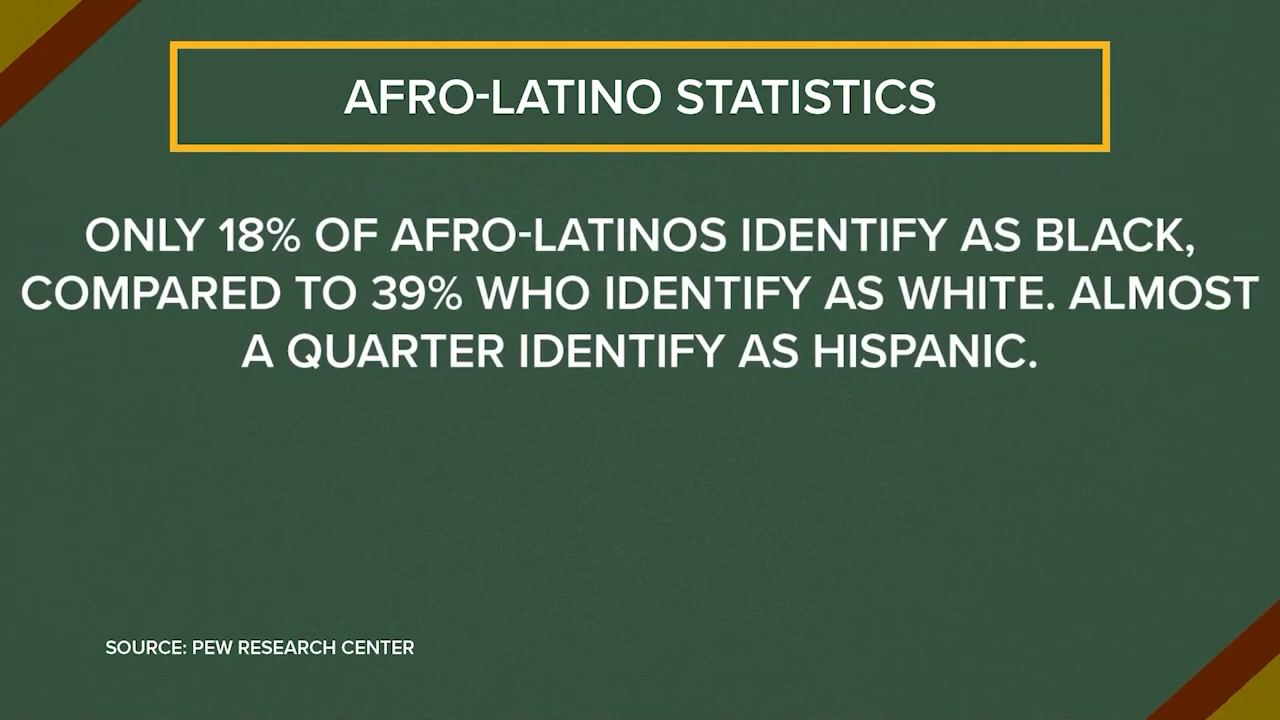 AFRO-LATINO STATISTICS
ONLY 18% OF AFRO-LATINOS IDENTIFY AS BLACK,
COMPARED TO 39% WHO IDENTIFY AS WHITE. ALMOST
A QUARTER IDENTIFY AS HISPANIC.
SOURCE: PEW RESEARCH CENTER